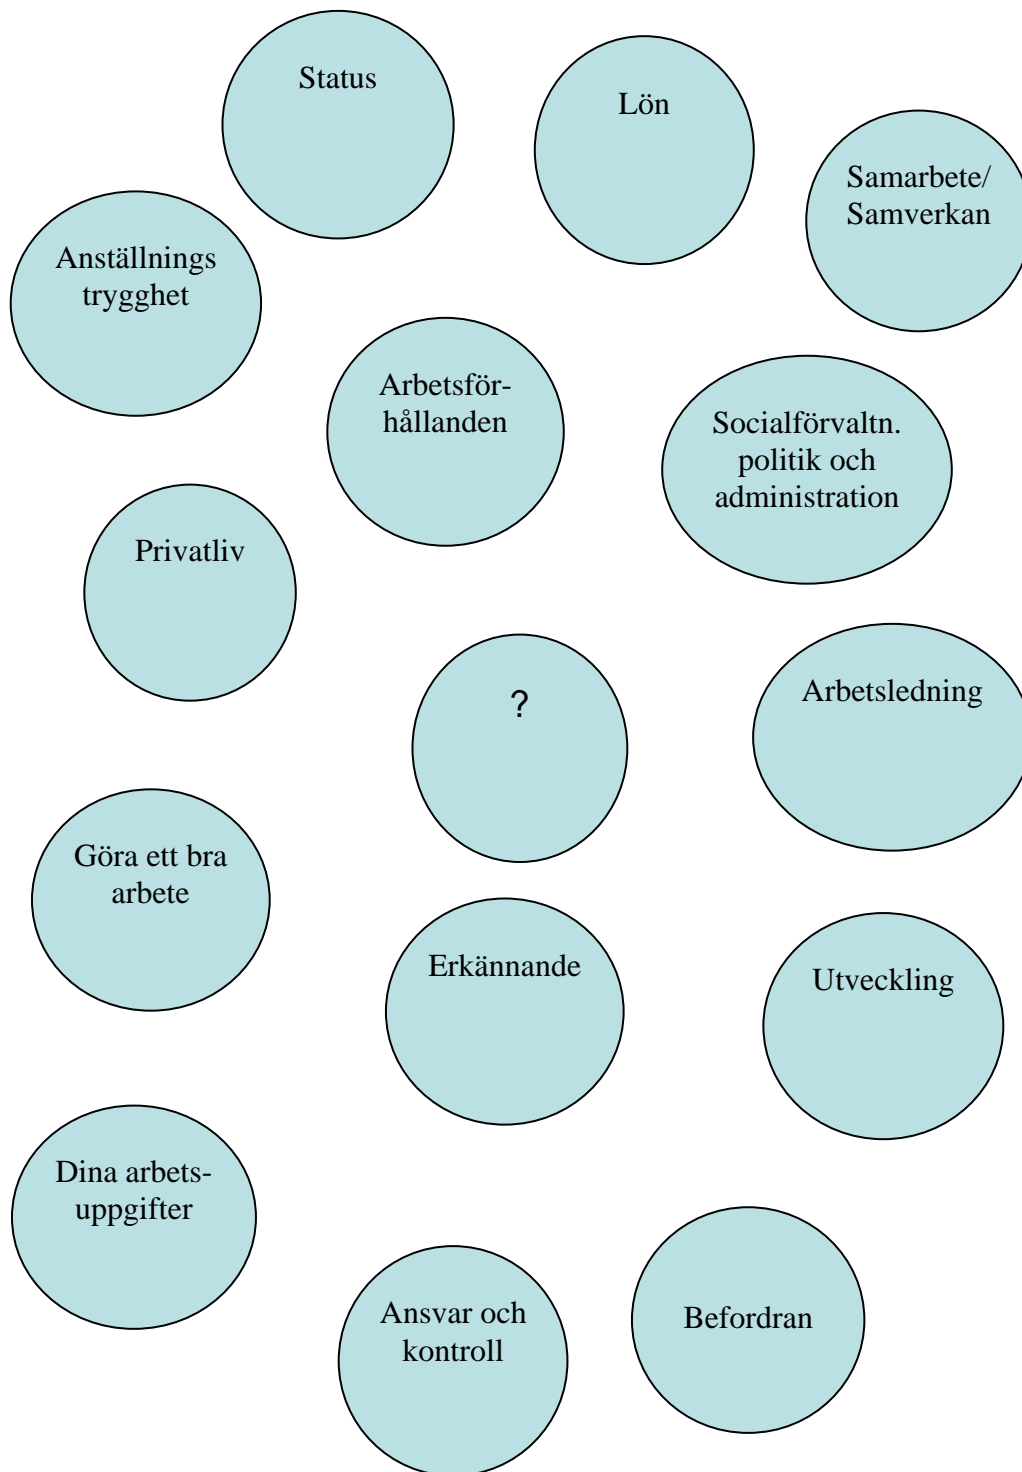 Status
Lön
Samarbete/
Samverkan
Anställnings
trygghet
Arbetsför-
hållanden
Socialförvaltn.
politik och
administration
Privatliv
?
Arbetsledning
Göra ett bra
arbete
Erkännande
Utveckling
Dina arbets-
uppgifter
Ansvar och
kontroll
Befordran